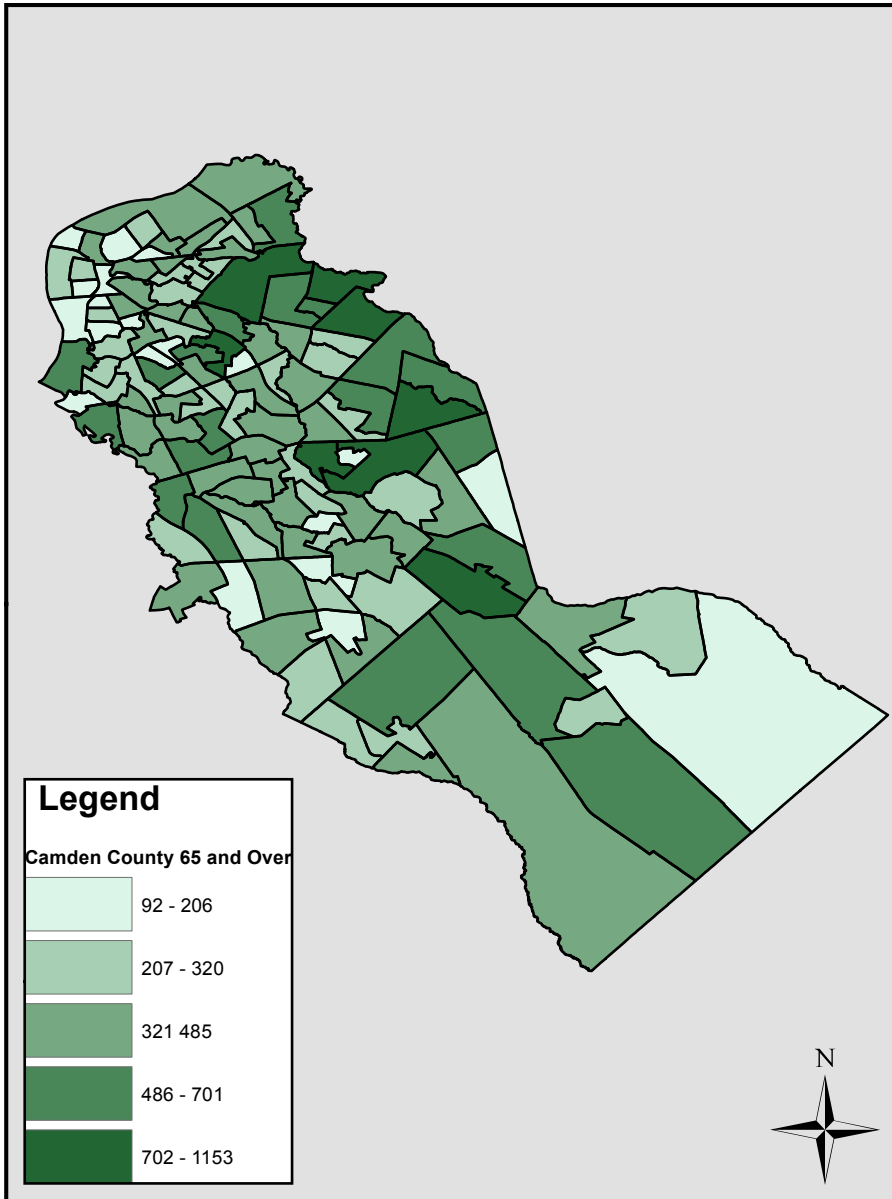 Legend
Camden County 65 and Over
92 - 206
207 - 320
321 485
486 - 701
702 - 1153
N